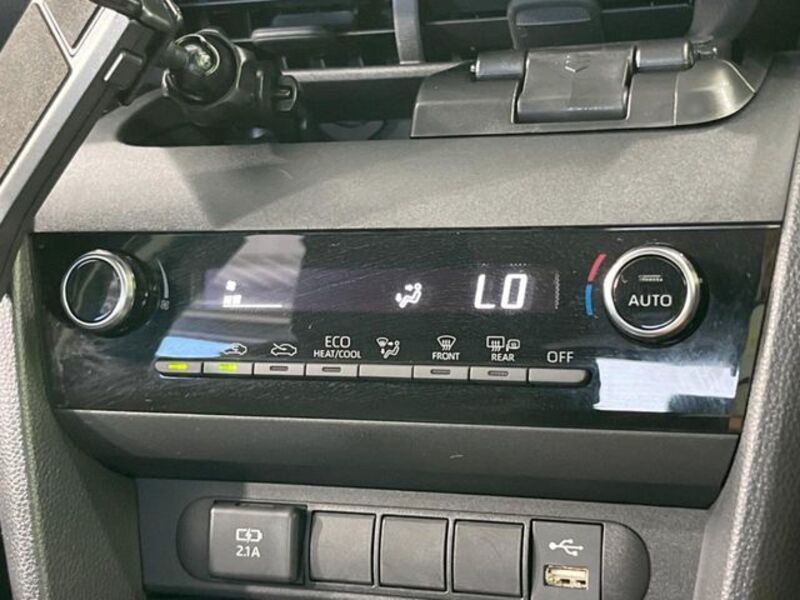 LO
AUTO
ECO
HEAT/COOL
FRONT
REAR
OFF
2.1A